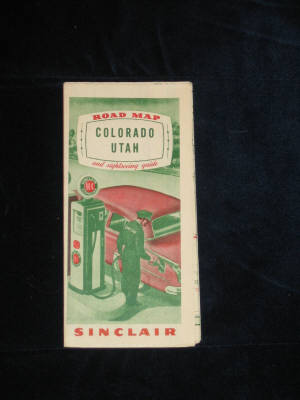 ROAD MAP
COLORADO
UTAH
and sightseeing guide
H-C
SINCLAIR